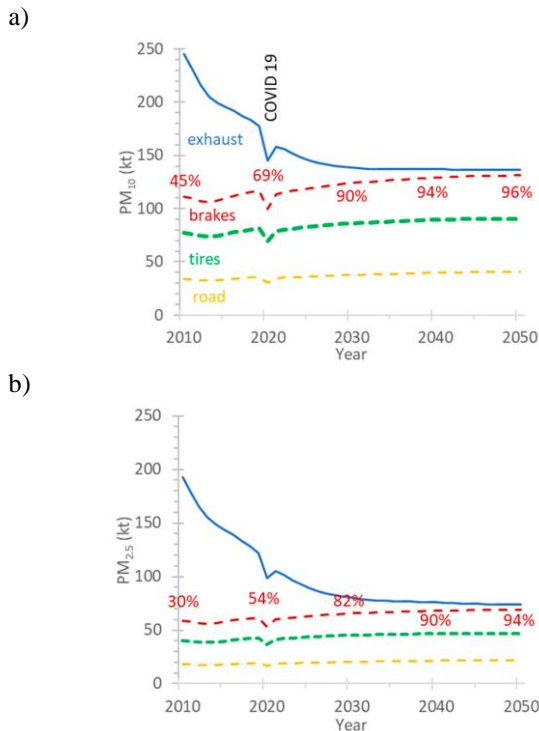 a)
250
200
150
100
50
0
PM10 (kt)
COVID 19
exhaust
45%
69%
90%
94%
96%
brakes
tires
road
2010
2020
2030
2040
2050
Year
b)
250
200
150
100
50
0
PM2.5 (kt)
30%
54%
82%
90%
94%
2010
2020
2030
2040
2050
Year